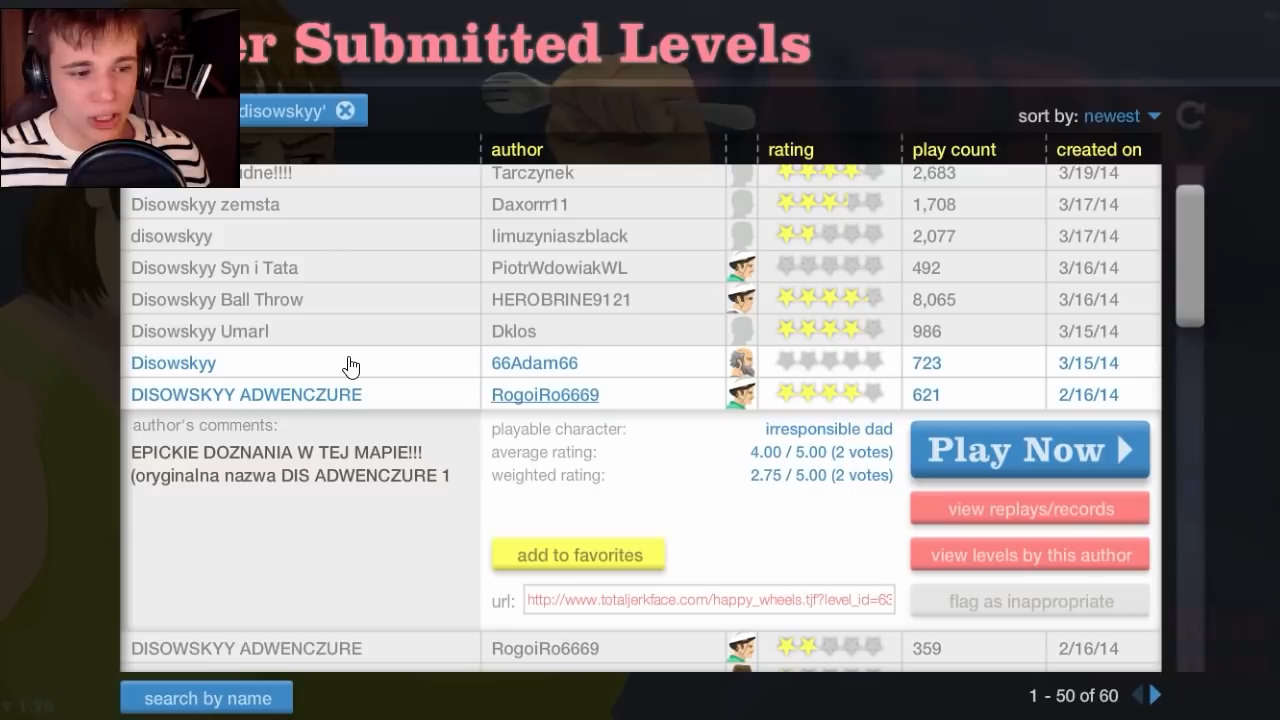 er Submitted Levels
disowskyy'
sort by: newest
author rating play count created on
udne!!!! Tarczynek 2,683 3/19/14
Disowskyy zemsta Daxorrr11 1,708 3/17/14
disowskyy limuzyniaszblack 2,077 3/17/14
Disowskyy Syn i Tata PiotrWdowiakWL 492 3/16/14
Disowskyy Ball Throw HEROBRINE9121 8,065 3/16/14
Disowskyy Umarl Dklos 986 3/15/14
Disowskyy 66Adam66 723 3/15/14
DISOWSKYY ADWENCZURE RogoiRo6669 621 2/16/14
author's comments:
EPICKIE DOZNANIA W TEJ MAPIE!!!
(oryginalna nazwa DIS ADWENCZURE 1
playable character: irresponsible dad
average rating: 4.00 / 5.00 (2 votes)
weighted rating: 2.75 / 5.00 (2 votes)
Play Now
view replays/records
add to favorites
view levels by this author
url: http://www.totaljerkface.com/happy_wheels.tjf?level_id=63
flag as inappropriate
DISOWSKYY ADWENCZURE RogoiRo6669 359 2/16/14
search by name
1 - 50 of 60